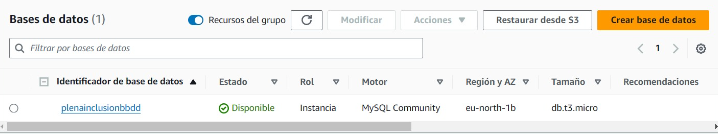 Bases de datos (1)
Recursos del grupo
Modificar
Acciones
Restaurar desde S3
Crear base de datos
Filtrar por bases de datos
1
Identificador de base de datos Estado Rol Motor Región y AZ Tamaño Recomendaciones
plenainclusionbbdd Disponible Instancia MySQL Community eu-north-1b db.t3.micro